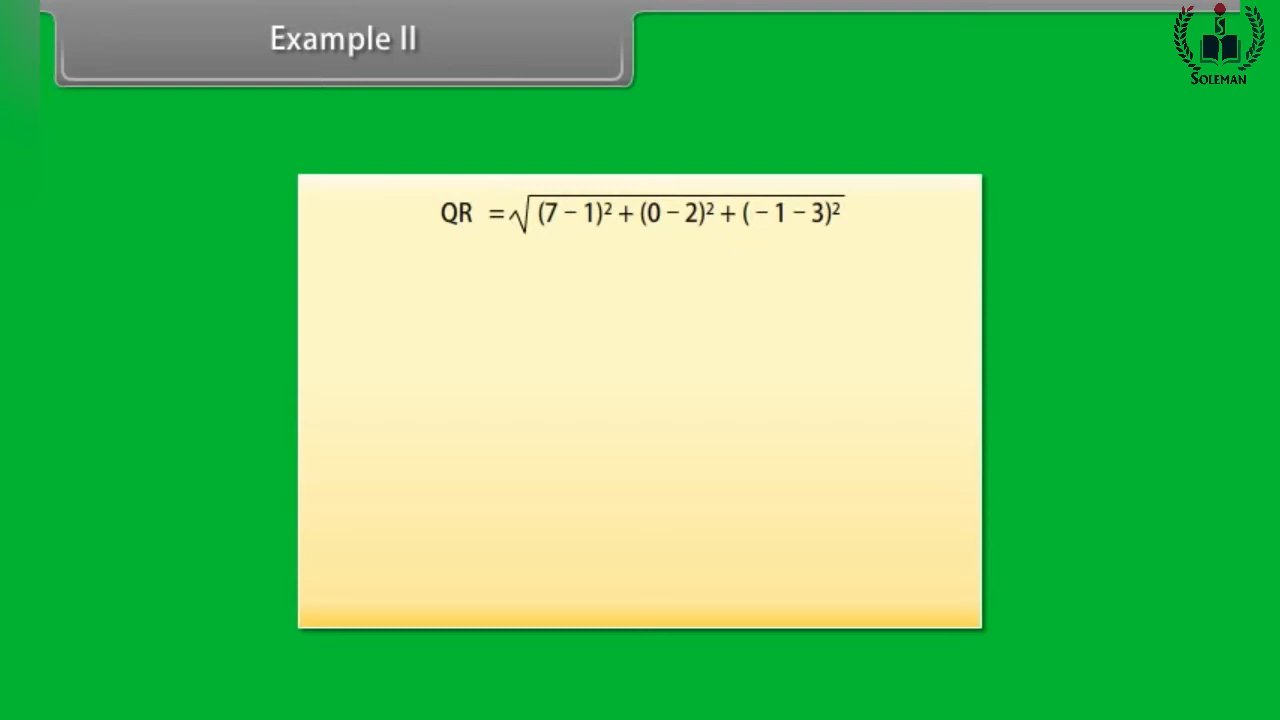 Example II
SOLEMAN
QR = √(7 − 1)² + (0 − 2)² + ( − 1 − 3)²